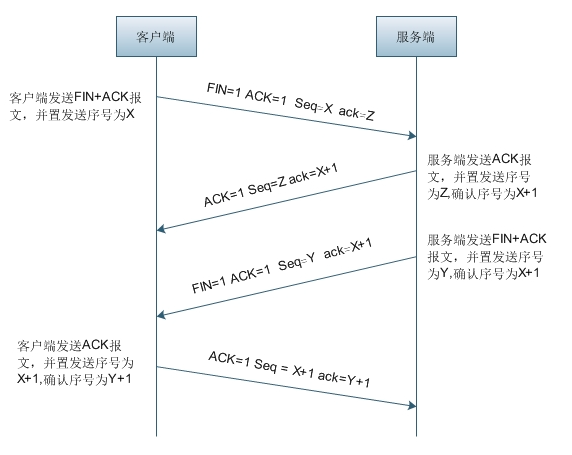 客户端
服务端
客户端发送FIN+ACK报
文，并置发送序号为X
FIN=1 ACK=1 Seq=X ack=Z
服务端发送ACK报
文，并置发送序号
为Z,确认序号为X+1
ACK=1 Seq=Z ack=X+1
服务端发送FIN+ACK
报文，并置发送序号
为Y,确认序号为X+1
FIN=1 ACK=1 Seq=Y ack=X+1
客户端发送ACK报
文，并置发送序号为
X+1,确认序号为Y+1
ACK=1 Seq = X+1 ack=Y+1